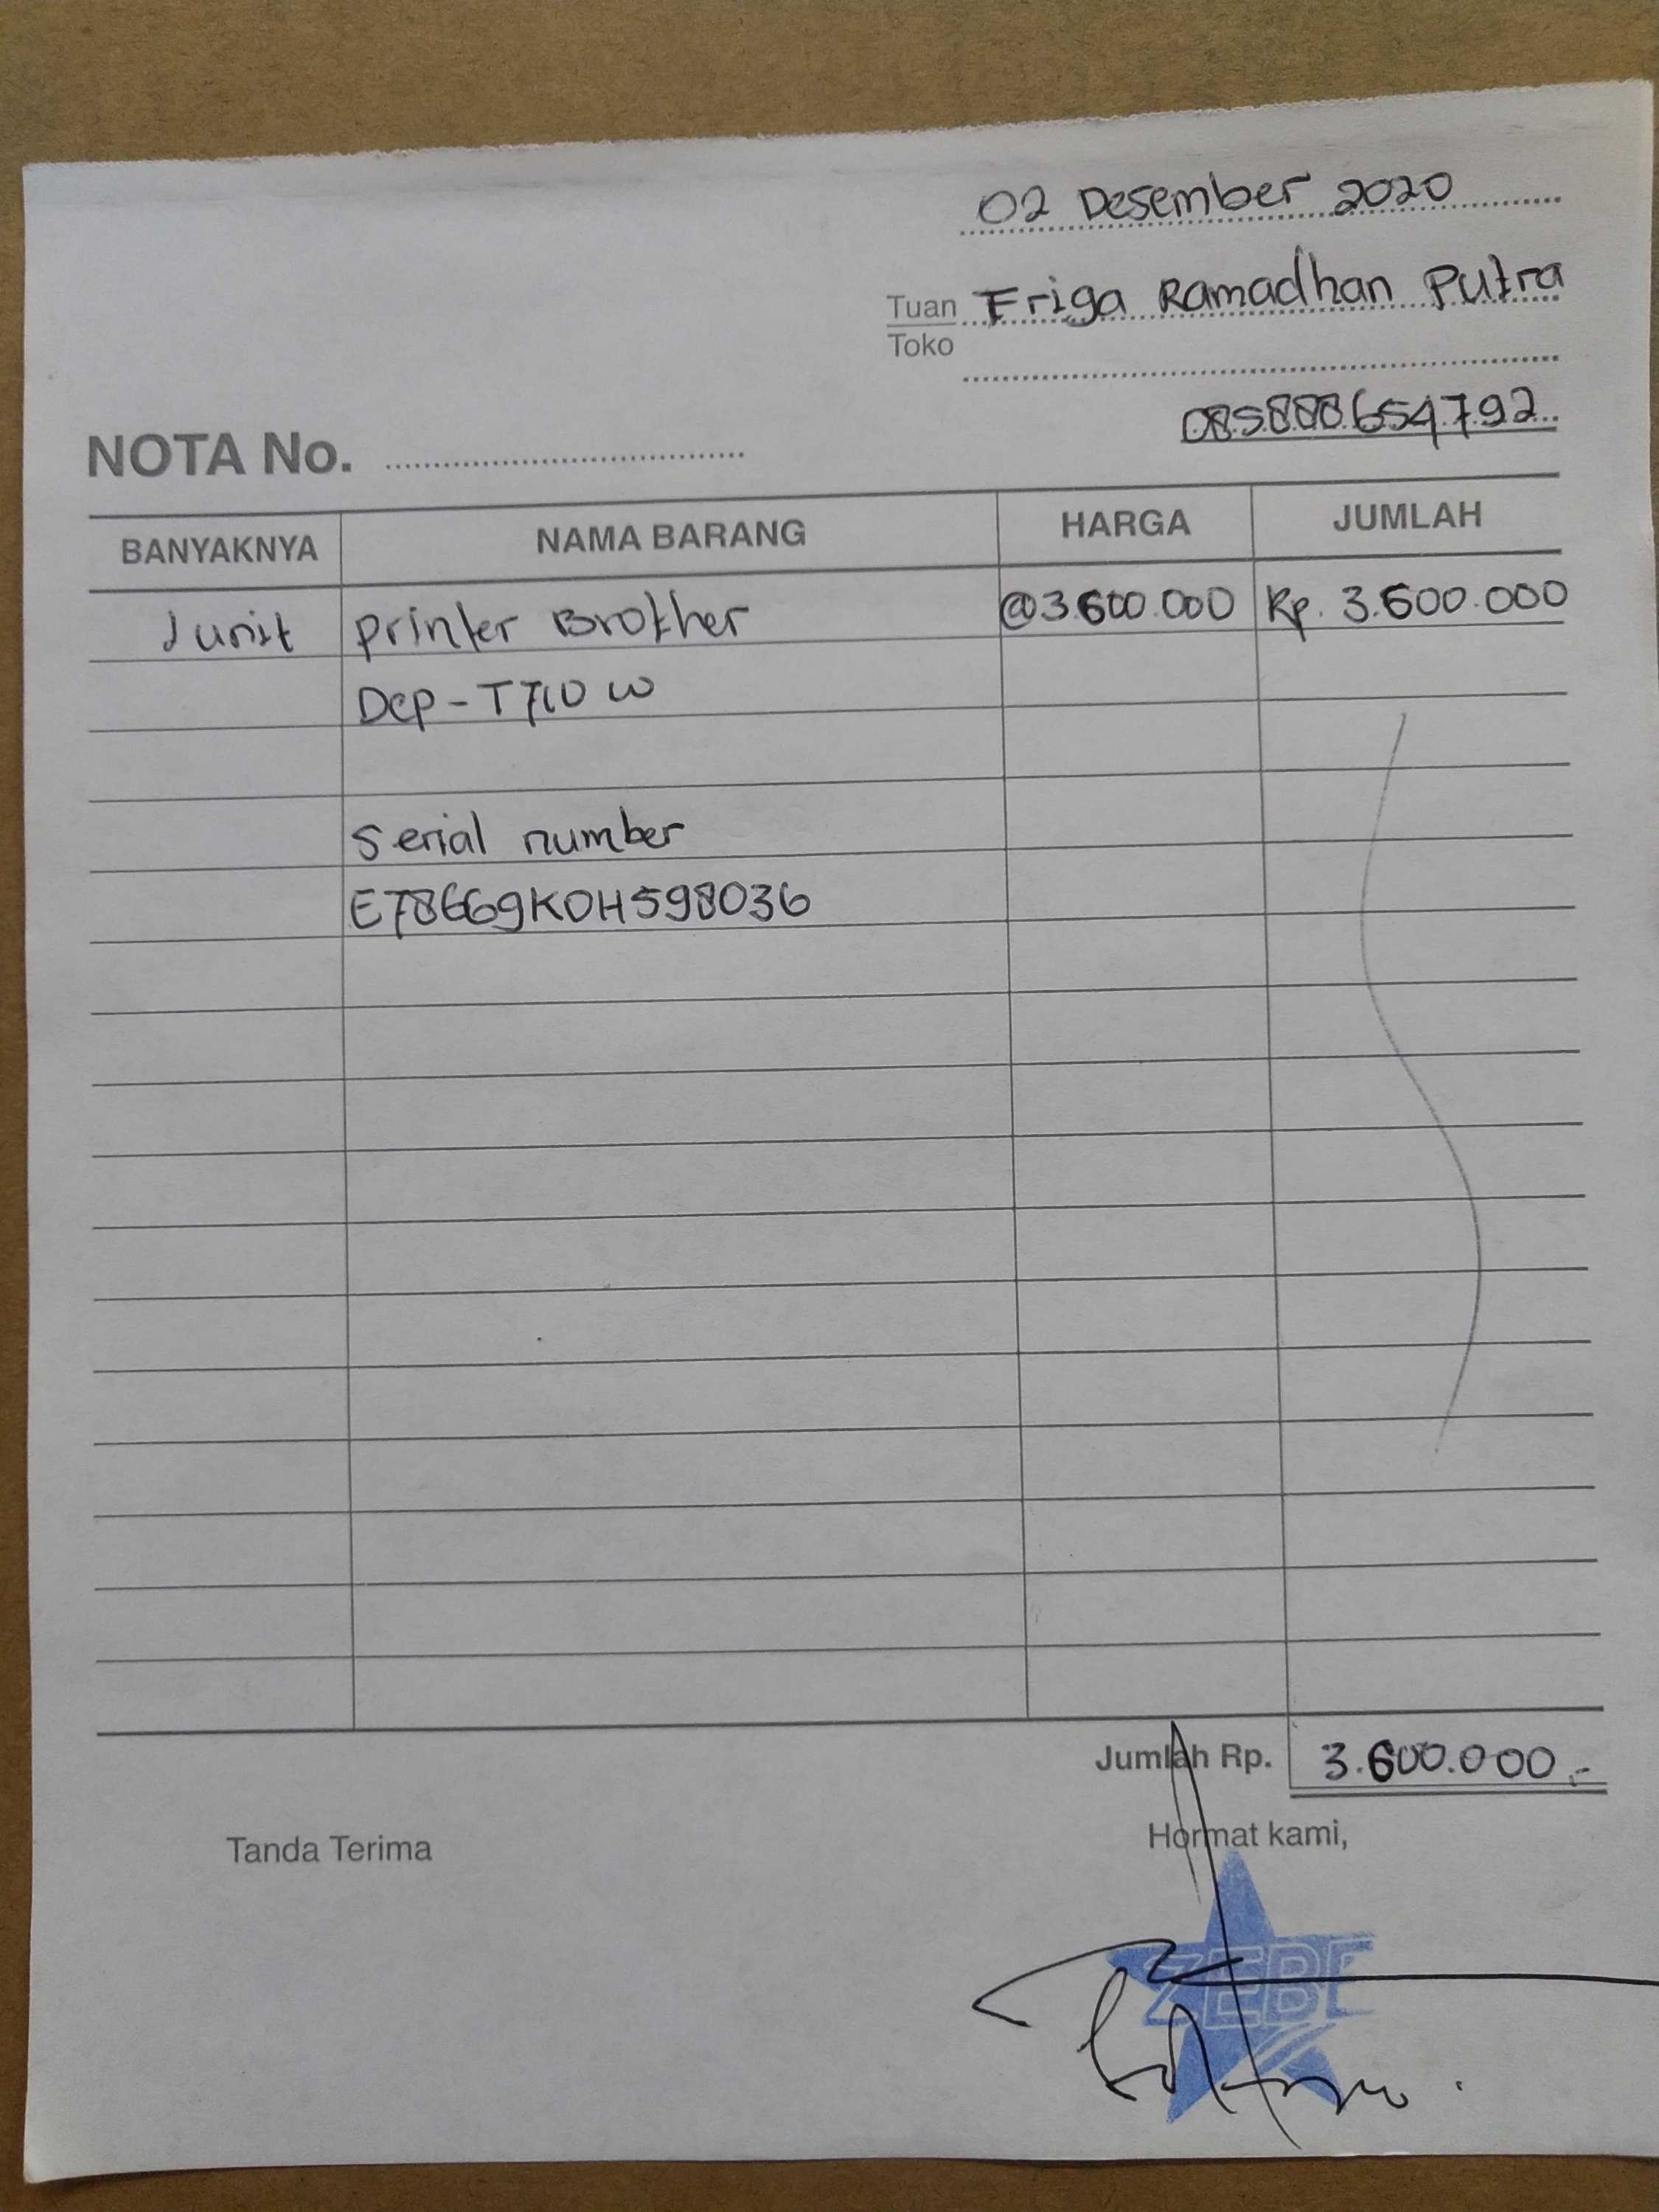 02 Desember 2020
Tuan Friga Ramadhan Putra
Toko
085888654792
NOTA No.
BANYAKNYA NAMA BARANG HARGA JUMLAH
1 unit Printer Brother @3.600.000 Rp. 3.600.000
Dcp-T710 W
Serial number
E78669K0H598036
Jumlah Rp. 3.600.000,-
Tanda Terima Hormat kami,
ZEBE